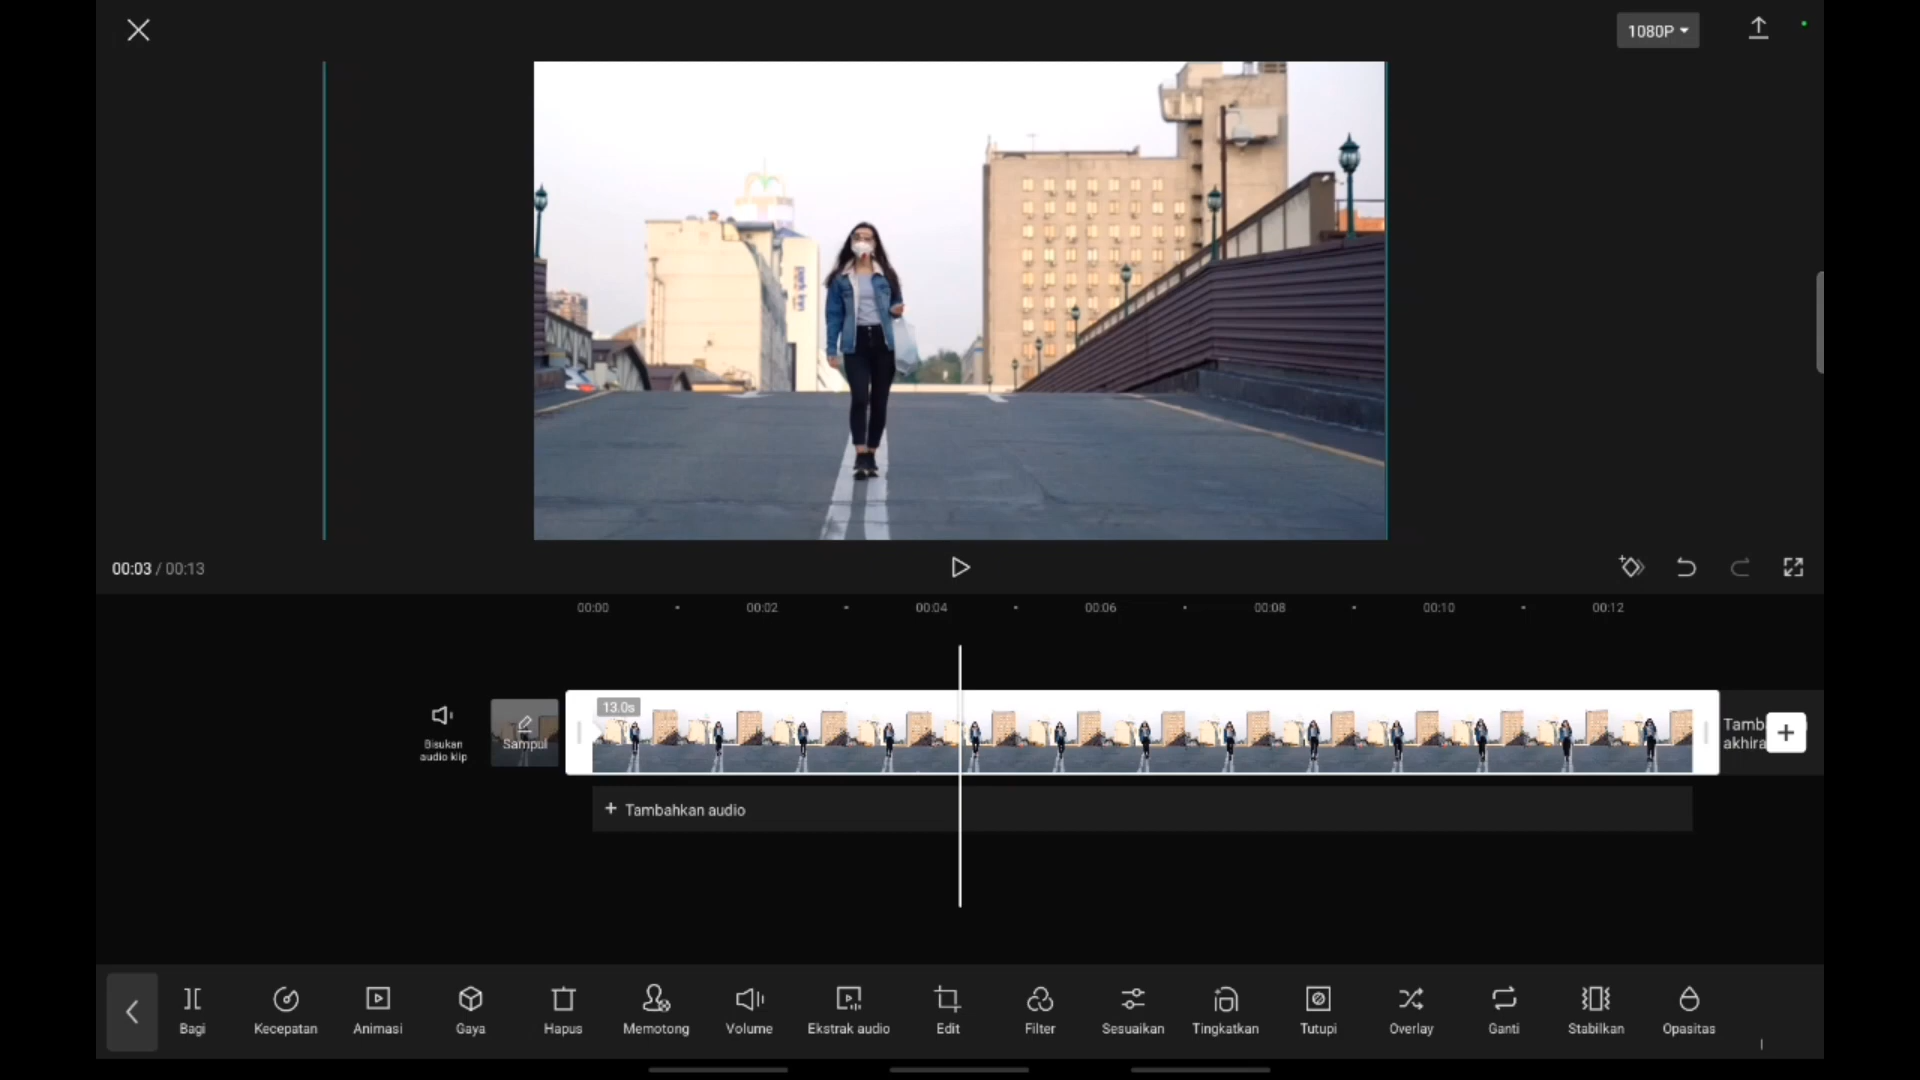 1080P
park inn
00:03 / 00:13
00:00
00:02
00:04
00:06
00:08
00:10
00:12
13.0s
Bisukan
audio klip
Sampul
Tamb
akhira
+ Tambahkan audio
Bagi
Kecepatan
Animasi
Gaya
Hapus
Memotong
Volume
Ekstrak audio
Edit
Filter
Sesuaikan
Tingkatkan
Tutupi
Overlay
Ganti
Stabilkan
Opasitas